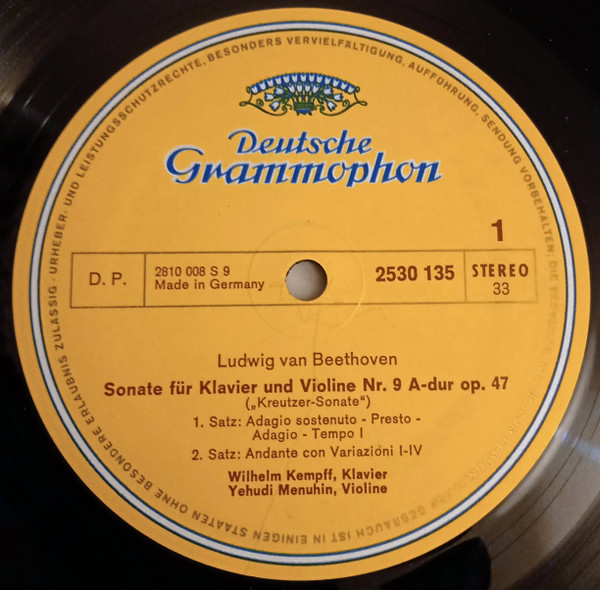 URHEBER- UND LEISTUNGSSCHUTZRECHTE, BESONDERS VERVIELFÄLTIGUNG, AUFFÜHRUNG, SENDUNG VORBEHALTEN;
GEBRAUCH IST IN EINIGEN STAATEN OHNE BESONDERE ERLAUBNIS ZULÄSSIG ·
Deutsche
Grammophon
1
D. P.
2810 008 S 9
Made in Germany
2530 135
STEREO
33
Ludwig van Beethoven
Sonate für Klavier und Violine Nr. 9 A-dur op. 47
(„Kreutzer-Sonate“)
1. Satz: Adagio sostenuto - Presto -
Adagio - Tempo I
2. Satz: Andante con Variazioni I-IV
Wilhelm Kempff, Klavier
Yehudi Menuhin, Violine